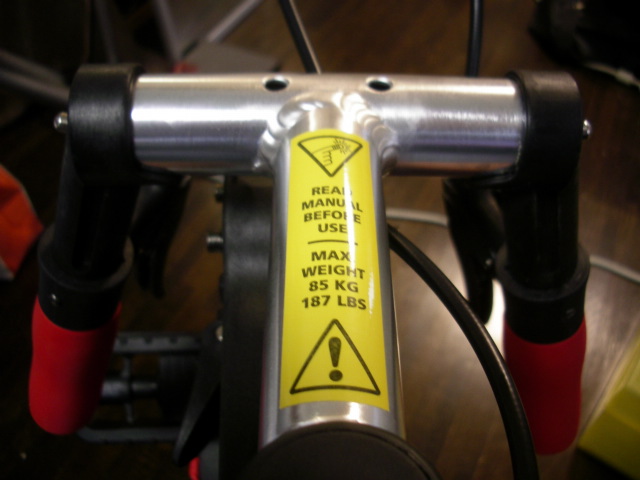 READ
MANUAL
BEFORE
USE
MAX
WEIGHT
85 KG
187 LBS